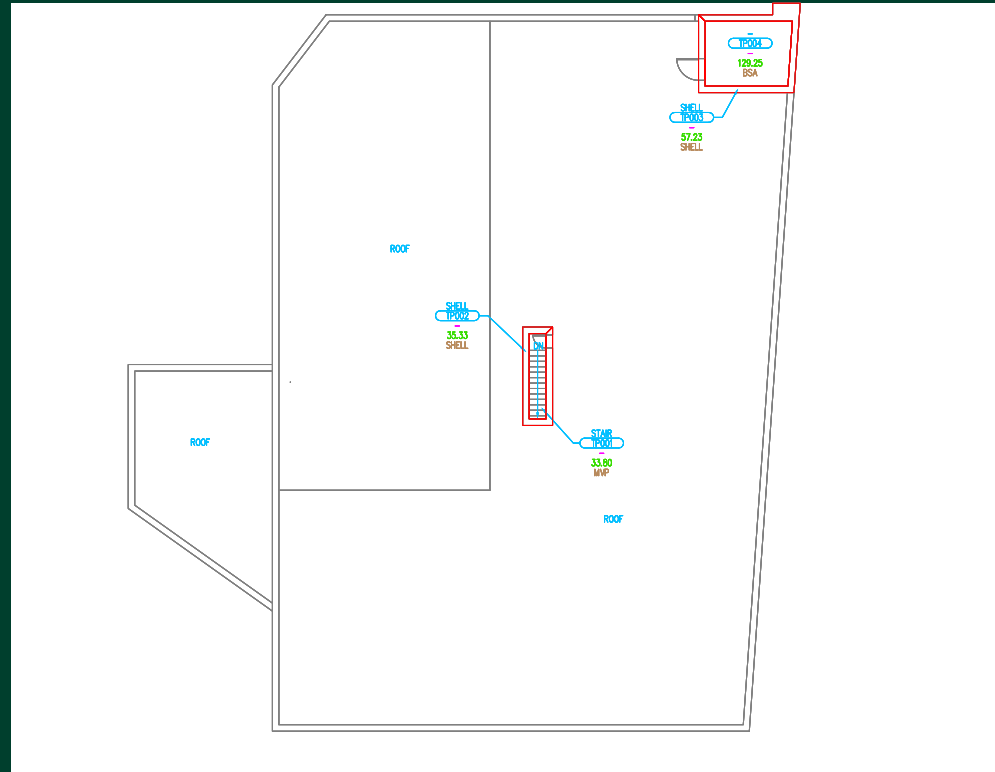 TP004
129.25
BSA
SHELL
TP003
57.23
SHELL
ROOF
SHELL
TP002
35.33
SHELL
DN
STAIR
TP001
33.80
MVP
ROOF
ROOF